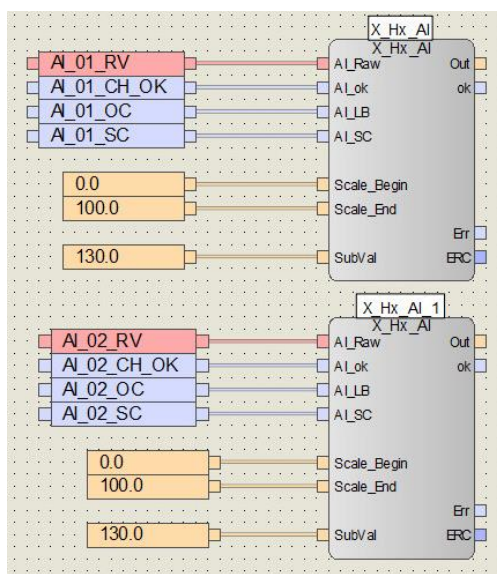 X_Hx_AI
X_Hx_AI
AI_01_RV AI_Raw Out
AI_01_CH_OK AI_ok ok
AI_01_OC AI_LB
AI_01_SC AI_SC
0.0 Scale_Begin
100.0 Scale_End
Err
130.0 SubVal ERC
X_Hx_AI_1
X_Hx_AI
AI_02_RV AI_Raw Out
AI_02_CH_OK AI_ok ok
AI_02_OC AI_LB
AI_02_SC AI_SC
0.0 Scale_Begin
100.0 Scale_End
Err
130.0 SubVal ERC